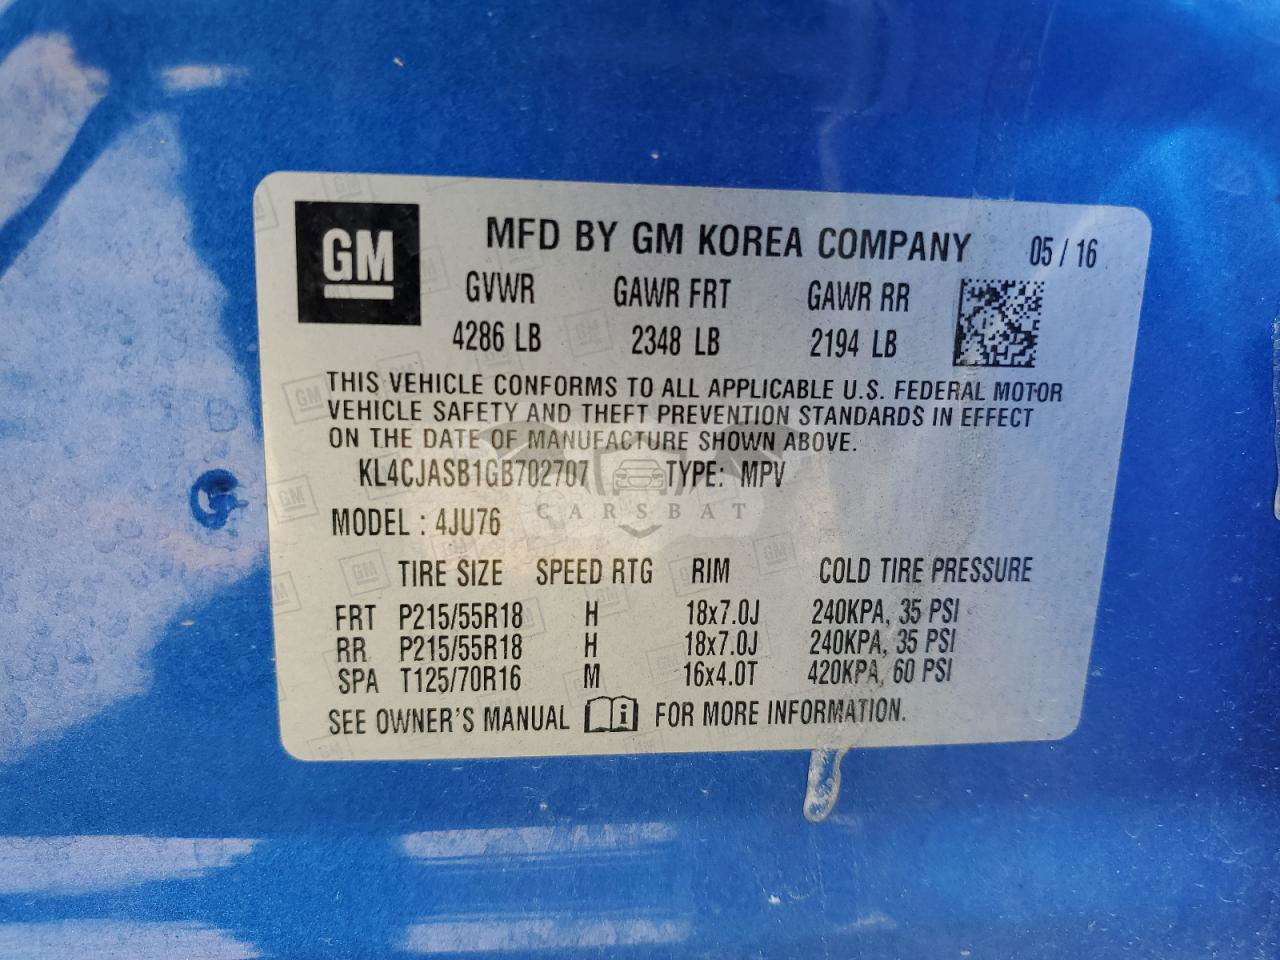 GM
MFD BY GM KOREA COMPANY 05 / 16
GVWR GAWR FRT GAWR RR
4286 LB 2348 LB 2194 LB
THIS VEHICLE CONFORMS TO ALL APPLICABLE U.S. FEDERAL MOTOR
VEHICLE SAFETY AND THEFT PREVENTION STANDARDS IN EFFECT
ON THE DATE OF MANUFACTURE SHOWN ABOVE.
KL4CJASB1GB702707 TYPE: MPV
CARSBAT
MODEL : 4JU76
TIRE SIZE SPEED RTG RIM COLD TIRE PRESSURE
FRT P215/55R18 H 18x7.0J 240KPA, 35 PSI
RR P215/55R18 H 18x7.0J 240KPA, 35 PSI
SPA T125/70R16 M 16x4.0T 420KPA, 60 PSI
SEE OWNER'S MANUAL i FOR MORE INFORMATION.